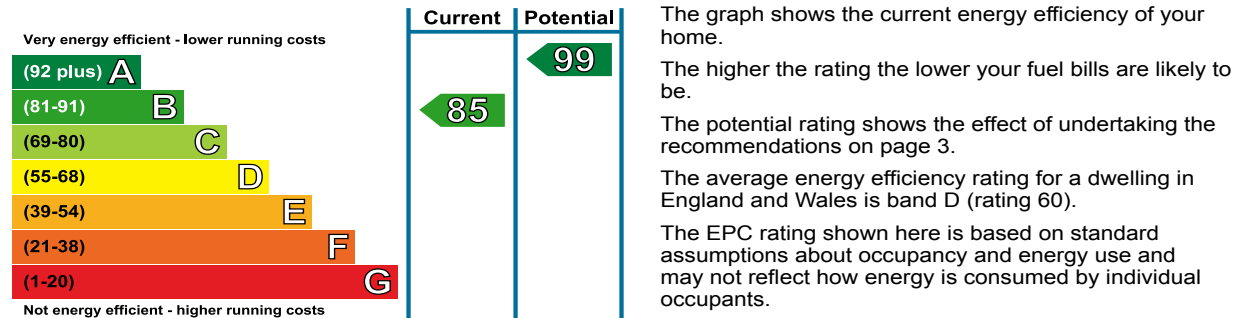 Current Potential
Very energy efficient - lower running costs
(92 plus) A
99
(81-91) B
85
(69-80) C
(55-68) D
(39-54) E
(21-38) F
(1-20) G
Not energy efficient - higher running costs
The graph shows the current energy efficiency of your
home.
The higher the rating the lower your fuel bills are likely to
be.
The potential rating shows the effect of undertaking the
recommendations on page 3.
The average energy efficiency rating for a dwelling in
England and Wales is band D (rating 60).
The EPC rating shown here is based on standard
assumptions about occupancy and energy use and
may not reflect how energy is consumed by individual
occupants.